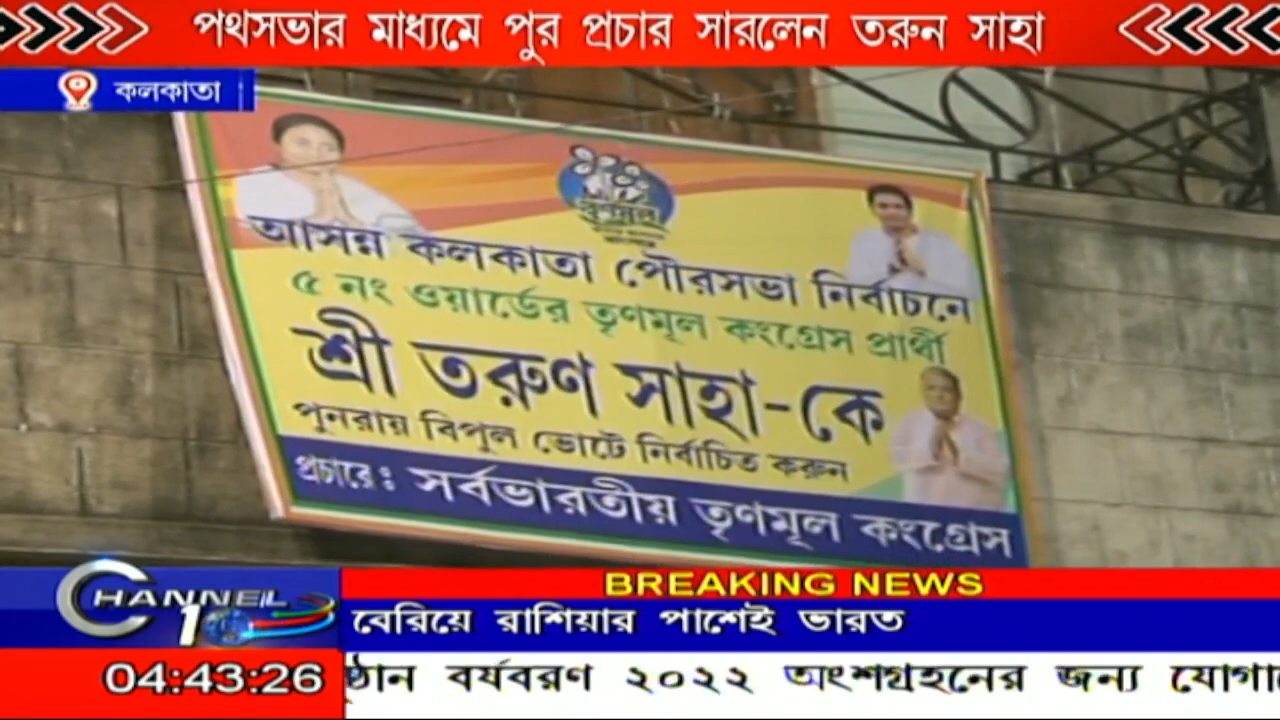 পথসভার মাধ্যমে পুর প্রচার সারলেন তরুন সাহা
কলকাতা
আসন্ন কলকাতা পৌরসভা নির্বাচনে
৫ নং ওয়ার্ডের তৃণমূল কংগ্রেস প্রার্থী
শ্রী তরুণ সাহা-কে
পুনরায় বিপুল ভোটে নির্বাচিত করুন
প্রচারে: সর্বভারতীয় তৃণমূল কংগ্রেস
CHANNEL 10
BREAKING NEWS
বেরিয়ে রাশিয়ার পাশেই ভারত
04:43:26
বর্যবরণ ২০২২ অংশগ্রহনের জন্য